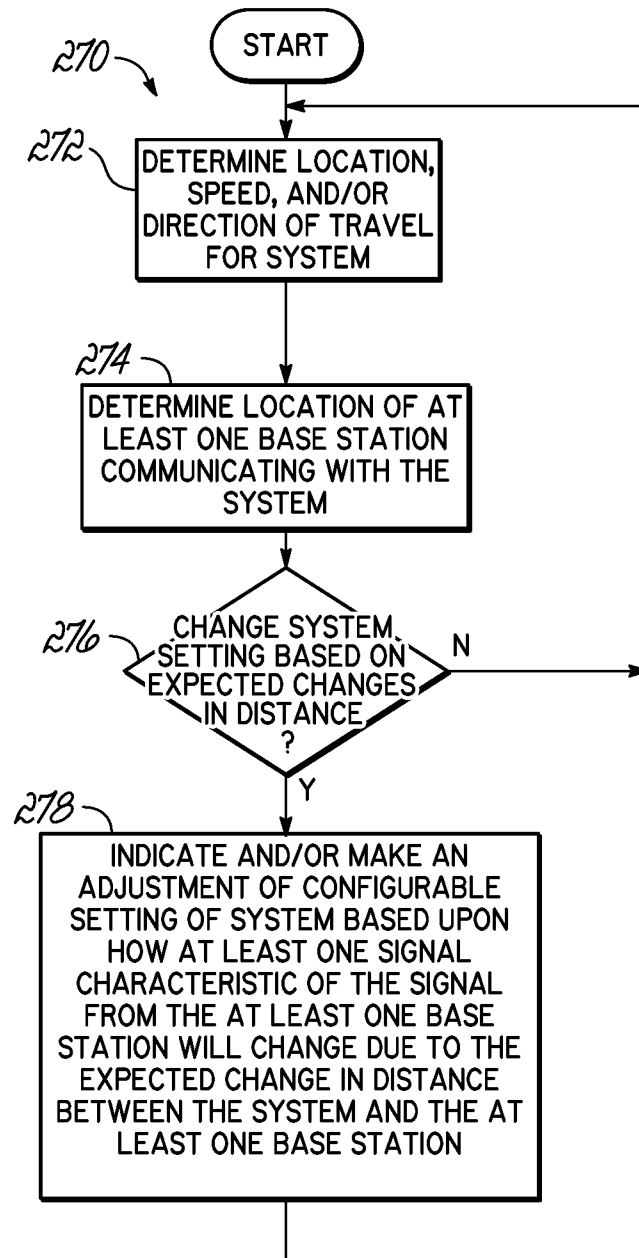 START
270
272
DETERMINE LOCATION,
SPEED, AND/OR
DIRECTION OF TRAVEL
FOR SYSTEM
274
DETERMINE LOCATION OF AT
LEAST ONE BASE STATION
COMMUNICATING WITH THE
SYSTEM
276
CHANGE SYSTEM
SETTING BASED ON
EXPECTED CHANGES
IN DISTANCE
?
N
Y
278
INDICATE AND/OR MAKE AN
ADJUSTMENT OF CONFIGURABLE
SETTING OF SYSTEM BASED UPON
HOW AT LEAST ONE SIGNAL
CHARACTERISTIC OF THE SIGNAL
FROM THE AT LEAST ONE BASE
STATION WILL CHANGE DUE TO THE
EXPECTED CHANGE IN DISTANCE
BETWEEN THE SYSTEM AND THE AT
LEAST ONE BASE STATION